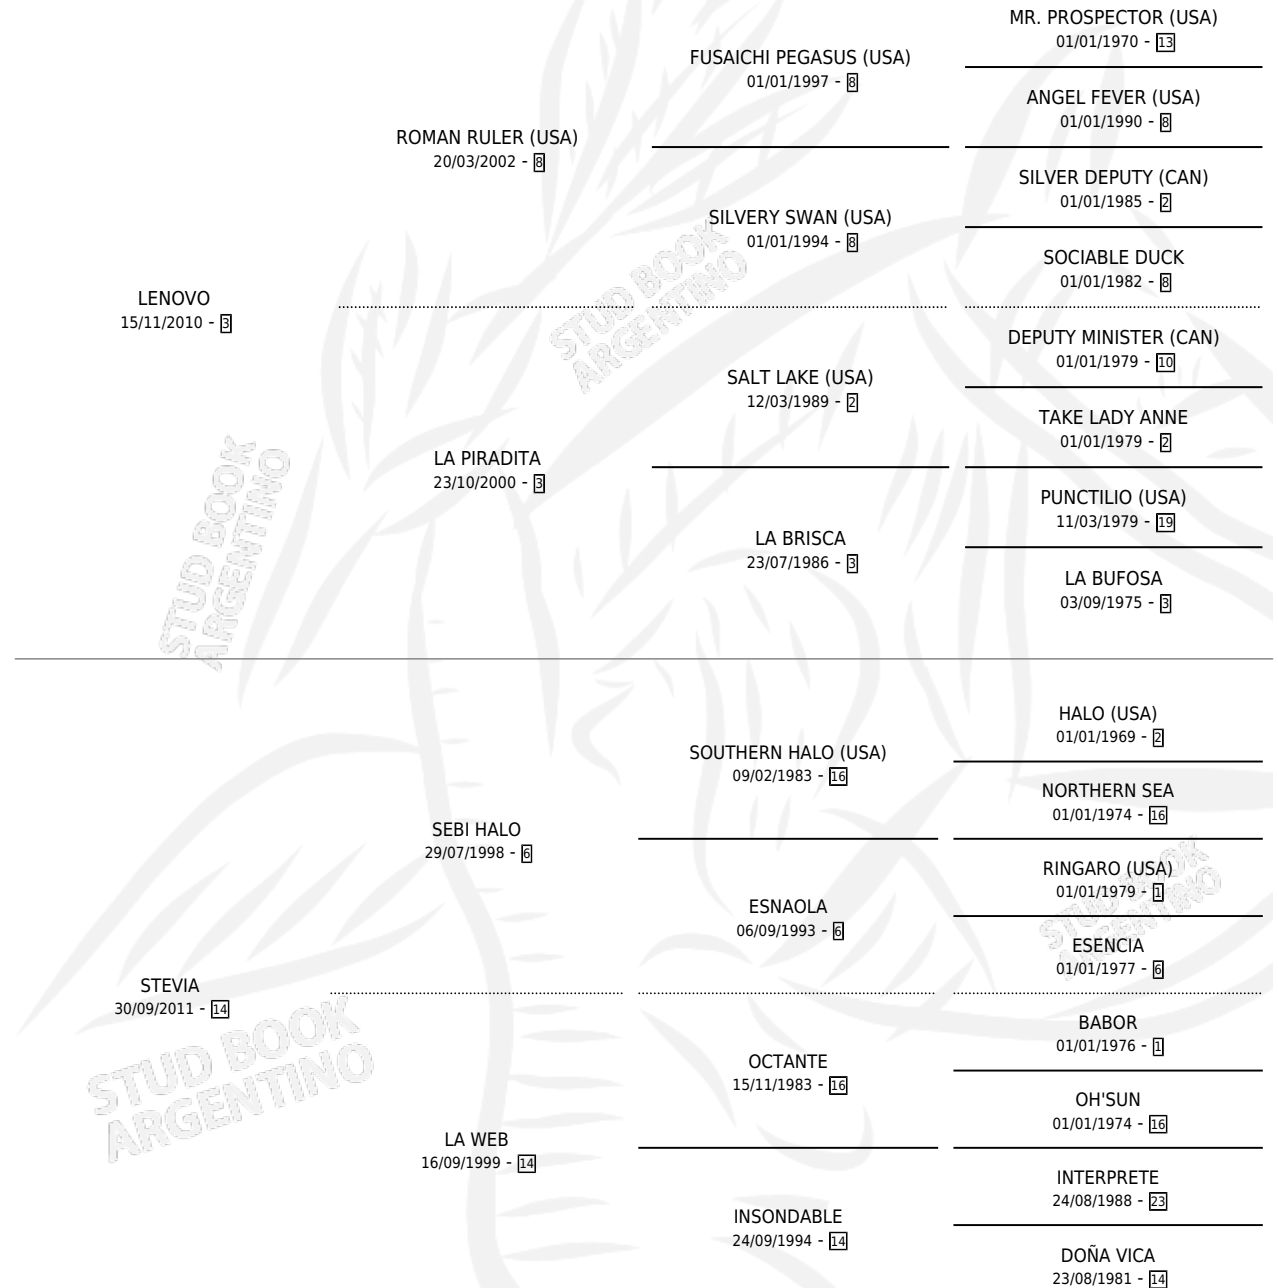 MR. PROSPECTOR (USA)
01/01/1970 - 13
FUSAICHI PEGASUS (USA)
01/01/1997 - 8
ANGEL FEVER (USA)
01/01/1990 - 8
ROMAN RULER (USA)
20/03/2002 - 8
SILVER DEPUTY (CAN)
01/01/1985 - 2
SILVERY SWAN (USA)
01/01/1994 - 8
SOCIABLE DUCK
01/01/1982 - 8
STUD BOOK
ARGENTINO
LENOVO
15/11/2010 - 3
DEPUTY MINISTER (CAN)
01/01/1979 - 10
SALT LAKE (USA)
12/03/1989 - 2
TAKE LADY ANNE
01/01/1979 - 2
LA PIRADITA
23/10/2000 - 3
PUNCTILIO (USA)
11/03/1979 - 19
LA BRISCA
23/07/1986 - 3
LA BUFOSA
03/09/1975 - 3
STUD BOOK
ARGENTINO
HALO (USA)
01/01/1969 - 2
SOUTHERN HALO (USA)
09/02/1983 - 16
NORTHERN SEA
01/01/1974 - 16
SEBI HALO
29/07/1998 - 6
RINGARO (USA)
01/01/1979 - 1
ESNAOLA
06/09/1993 - 6
ESENCIA
01/01/1977 - 6
STUD BOOK
ARGENTINO
STEVIA
30/09/2011 - 14
BABOR
01/01/1976 - 1
OCTANTE
15/11/1983 - 16
OH'SUN
01/01/1974 - 16
STUD BOOK
ARGENTINO
LA WEB
16/09/1999 - 14
INTERPRETE
24/08/1988 - 23
INSONDABLE
24/09/1994 - 14
DOÑA VICA
23/08/1981 - 14